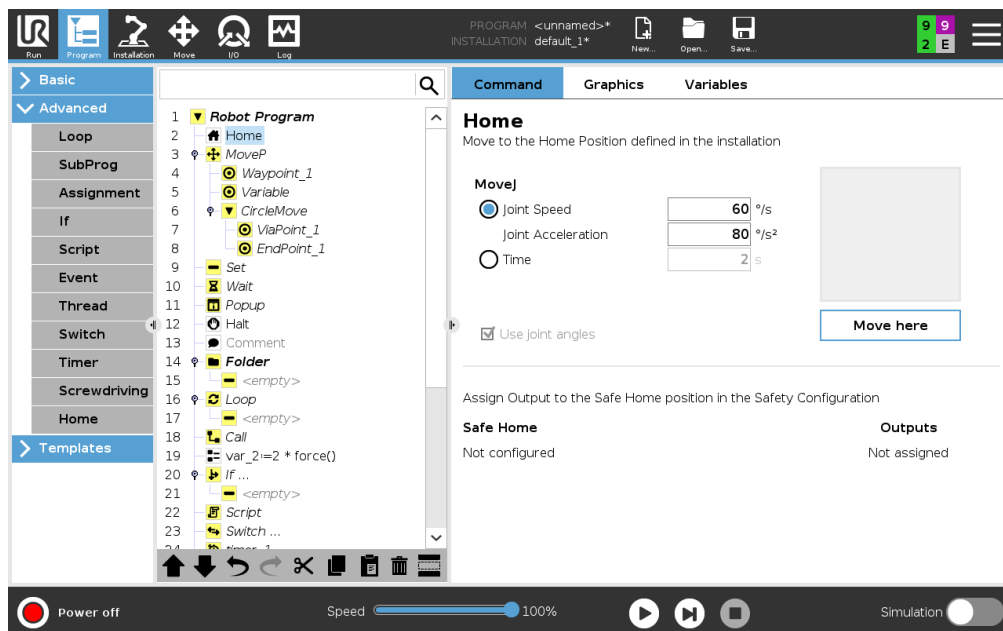 PROGRAM <unnamed>*
INSTALLATION default_1*
Run Program Installation Move I/O Log
New... Open... Save...
9 9
2 E
Basic
Advanced
Loop
SubProg
Assignment
If
Script
Event
Thread
Switch
Timer
Screwdriving
Home
Templates
1 Robot Program
2 Home
3 MoveP
4 Waypoint_1
5 Variable
6 CircleMove
7 ViaPoint_1
8 EndPoint_1
9 Set
10 Wait
11 Popup
12 Halt
13 Comment
14 Folder
15 <empty>
16 Loop
17 <empty>
18 Call
19 var_2:=2 * force()
20 If ...
21 <empty>
22 Script
23 Switch ...
24 timer_1
Command Graphics Variables
Home
Move to the Home Position defined in the installation
MoveJ
Joint Speed 60 °/s
Joint Acceleration 80 °/s²
Time 2 s
Use joint angles
Move here
Assign Output to the Safe Home position in the Safety Configuration
Safe Home Outputs
Not configured Not assigned
Power off
Speed 100%
Simulation